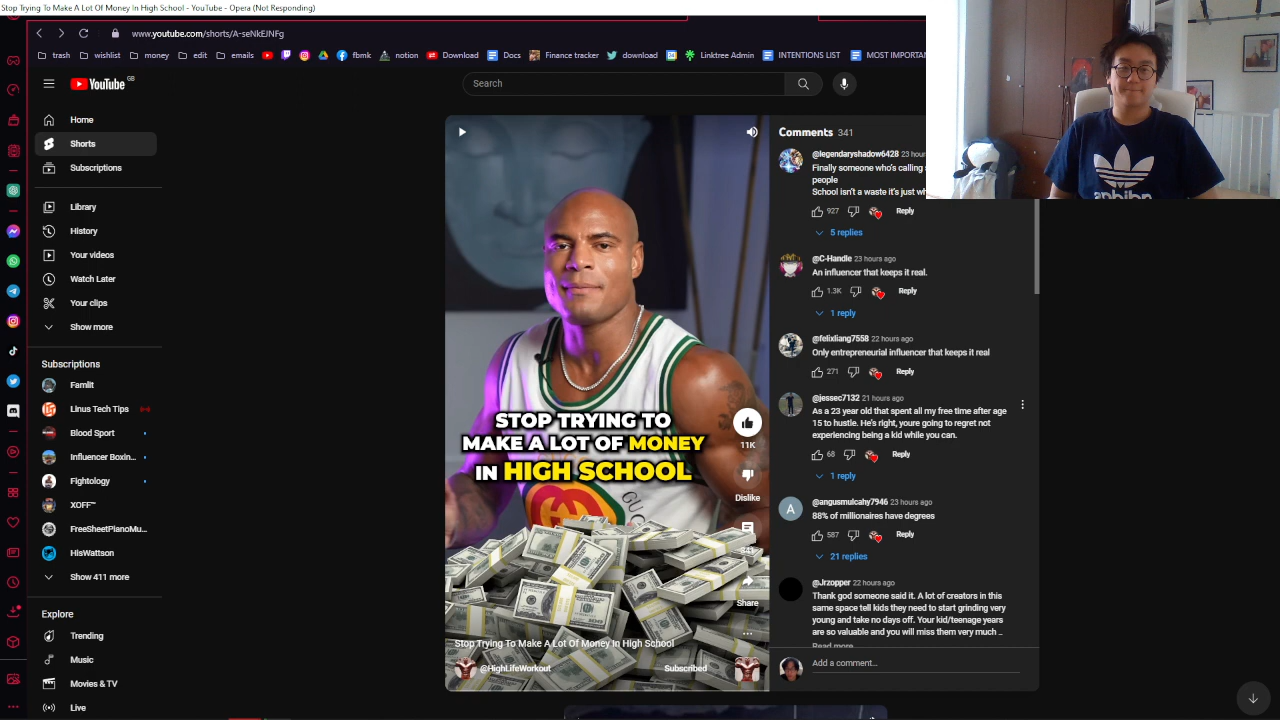 Stop Trying To Make A Lot Of Money In High School - YouTube - Opera (Not Responding)
www.youtube.com/shorts/A-seNkEJNFg
trash wishlist money edit emails fbmk notion Download Docs Finance tracker download Linktree Admin INTENTIONS LIST MOST IMPORTAN
YouTube GB
Search
Home
Shorts
Subscriptions
Library
History
Your videos
Watch Later
Your clips
Show more
Subscriptions
Famlit
Linus Tech Tips
Blood Sport
Influencer Boxin...
Fightology
XOFF™
FreeSheetPianoMu...
HisWattson
Show 411 more
Explore
Trending
Music
Movies & TV
Live
STOP TRYING TO
MAKE A LOT OF MONEY
IN HIGH SCHOOL
GUC
11K
Dislike
341
Share
Stop Trying To Make A Lot Of Money In High School
@HighLifeWorkout
Subscribed
Comments 341
@legendaryshadow6428 23 hour
Finally someone who's calling
people
School isn't a waste it's just
927 Reply
5 replies
@C-Handle 23 hours ago
An influencer that keeps it real.
1.3K Reply
1 reply
@felixliang7558 22 hours ago
Only entrepreneurial influencer that keeps it real
271 Reply
@jessec7132 21 hours ago
As a 23 year old that spent all my free time after age
15 to hustle. He's right, youre going to regret not
experiencing being a kid while you can.
68 Reply
1 reply
A
@angusmulcahy7946 23 hours ago
88% of millionaires have degrees
587 Reply
21 replies
@Jrzopper 22 hours ago
Thank god someone said it. A lot of creators in this
same space tell kids they need to start grinding very
young and take no days off. Your kid/teenage years
are so valuable and you will miss them very much ..
Read more
Add a comment...